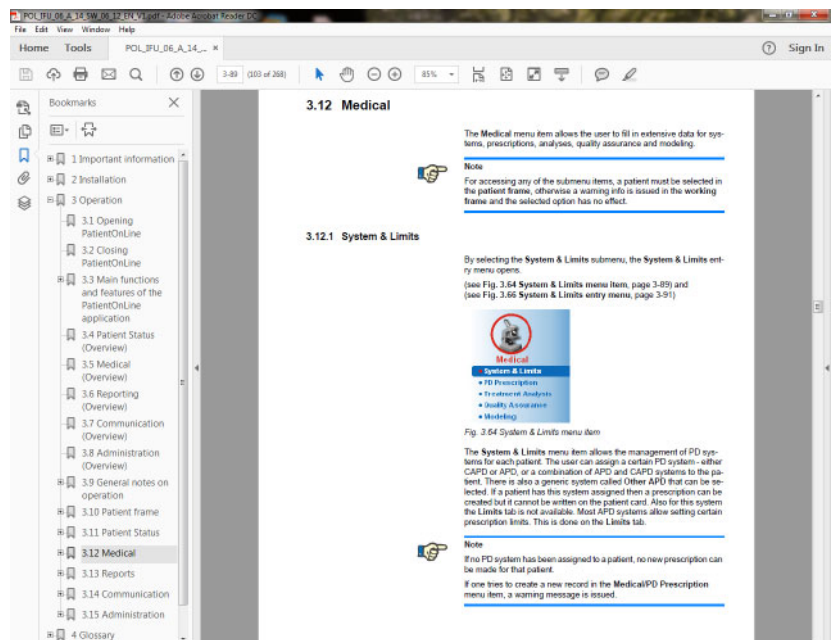 POL_IFU_06_A_14_SW_06_12_EN_V1.pdf - Adobe Acrobat Reader DC
File Edit View Window Help
Home Tools POL_IFU_06_A_14_... × Sign In
3-89 (103 of 268) 85%
Bookmarks
1 Important information
2 Installation
3 Operation
3.1 Opening
PatientOnLine
3.2 Closing
PatientOnLine
3.3 Main functions
and features of the
PatientOnLine
application
3.4 Patient Status
(Overview)
3.5 Medical
(Overview)
3.6 Reporting
(Overview)
3.7 Communication
(Overview)
3.8 Administration
(Overview)
3.9 General notes on
operation
3.10 Patient frame
3.11 Patient Status
3.12 Medical
3.13 Reports
3.14 Communication
3.15 Administration
4 Glossary
3.12 Medical
The Medical menu item allows the user to fill in extensive data for sys-
tems, prescriptions, analyses, quality assurance and modeling.
Note
For accessing any of the submenu items, a patient must be selected in
the patient frame, otherwise a warning info is issued in the working
frame and the selected option has no effect.
3.12.1 System & Limits
By selecting the System & Limits submenu, the System & Limits ent-
ry menu opens.
(see Fig. 3.64 System & Limits menu item, page 3-89) and
(see Fig. 3.66 System & Limits entry menu, page 3-91)
Medical
System & Limits
PD Prescription
Treatment Analysis
Quality Assurance
Modeling
Fig. 3.64 System & Limits menu item
The System & Limits menu item allows the management of PD sys-
tems for each patient. The user can assign a certain PD system - either
CAPD or APD, or a combination of APD and CAPD systems to the pa-
tient. There is also a generic system called Other APD that can be se-
lected. If a patient has this system assigned then a prescription can be
created but it cannot be written on the patient card. Also for this system
the Limits tab is not available. Most APD systems allow setting certain
prescription limits. This is done on the Limits tab.
Note
If no PD system has been assigned to a patient, no new prescription can
be made for that patient.
If one tries to create a new record in the Medical/PD Prescription
menu item, a warning message is issued.